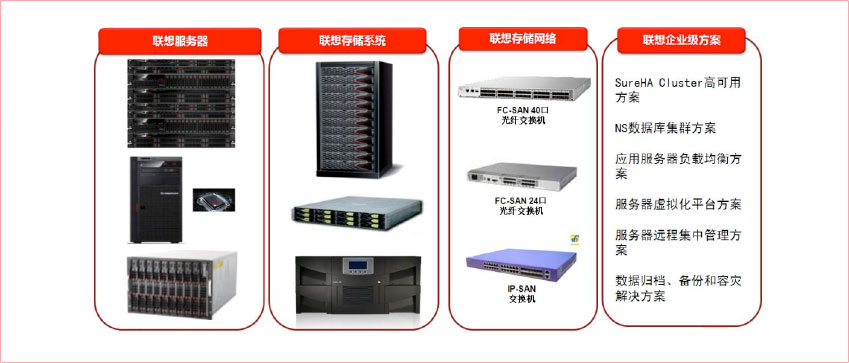 联想服务器
联想存储系统
联想存储网络
FC-SAN 40口
光纤交换机
FC-SAN 24口
光纤交换机
IP-SAN
交换机
联想企业级方案
SureHA Cluster高可用
方案
NS数据库集群方案
应用服务器负载均衡方
案
服务器虚拟化平台方案
服务器远程集中管理方
案
数据归档、备份和容灾
解决方案